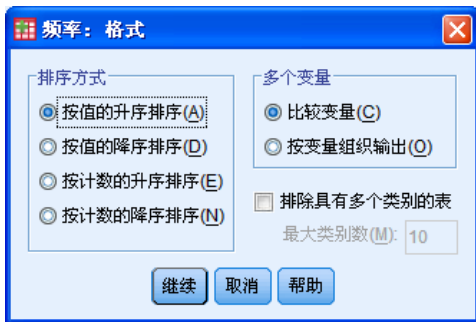 频率：格式
排序方式
按值的升序排序(A)
按值的降序排序(D)
按计数的升序排序(E)
按计数的降序排序(N)
多个变量
比较变量(C)
按变量组织输出(O)
排除具有多个类别的表
最大类别数(M): 10
继续 取消 帮助